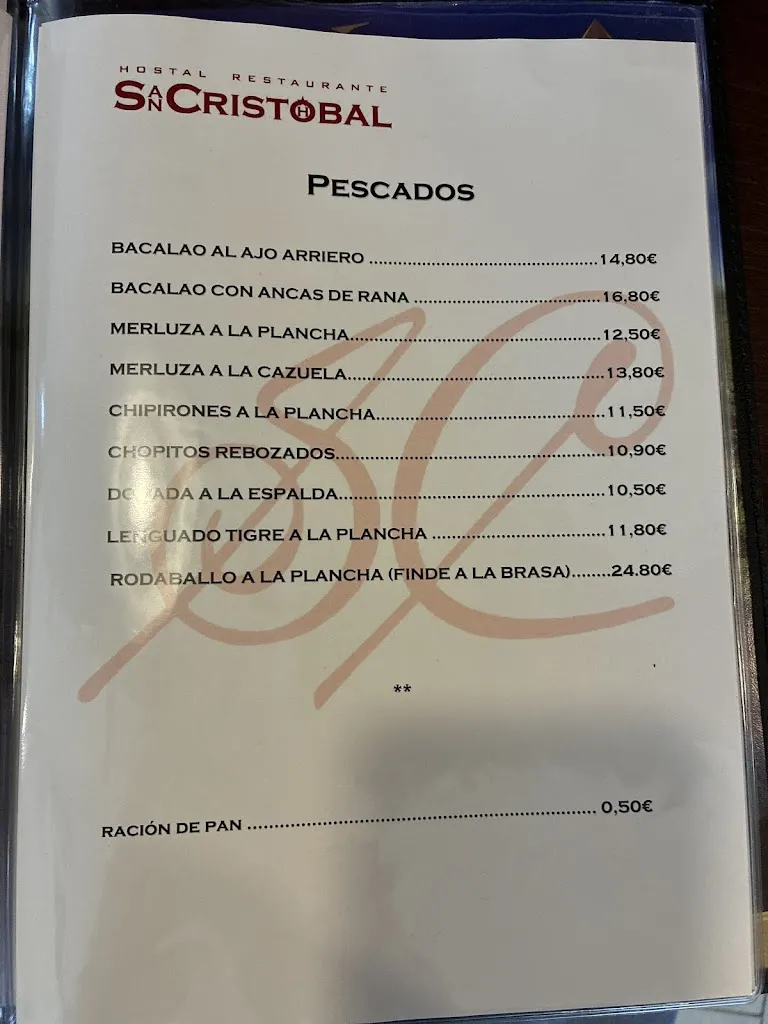 HOSTAL RESTAURANTE
SAN CRISTOBAL
PESCADOS
BACALAO AL AJO ARRIERO ................................................14,80€
BACALAO CON ANCAS DE RANA .......................................16,80€
MERLUZA A LA PLANCHA.....................................................12,50€
MERLUZA A LA CAZUELA......................................................13,80€
CHIPIRONES A LA PLANCHA................................................11,50€
CHOPITOS REBOZADOS.........................................................10,90€
DORADA A LA ESPALDA........................................................10,50€
LENGUADO TIGRE A LA PLANCHA .....................................11,80€
RODABALLO A LA PLANCHA (FINDE A LA BRASA)........24.80€
SC
**
RACIÓN DE PAN ................................................................ 0,50€